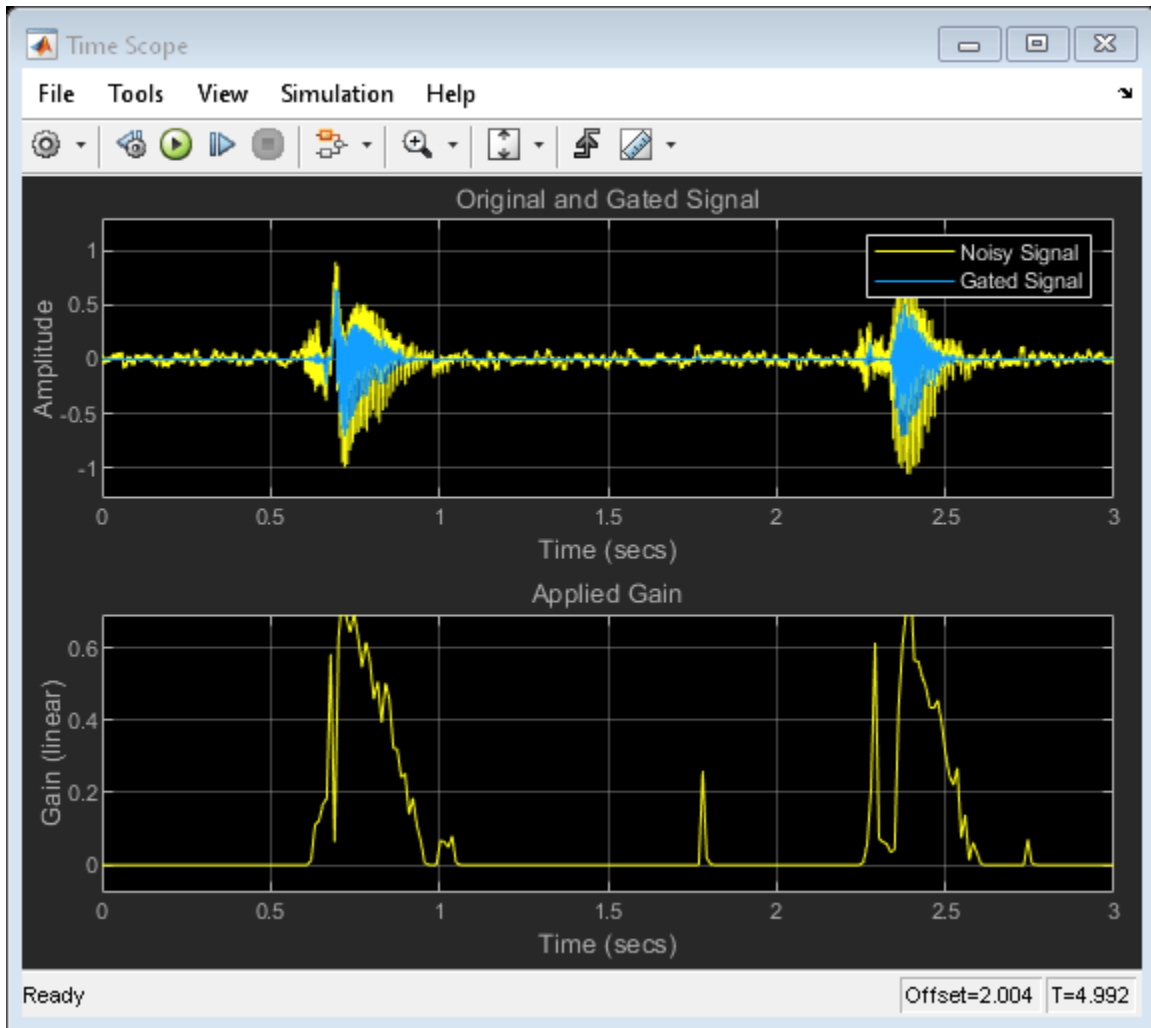 Time Scope
File Tools View Simulation Help
Original and Gated Signal
Noisy Signal
Gated Signal
Amplitude
1
0.5
0
-0.5
-1
0 0.5 1 1.5 2 2.5 3
Time (secs)
Applied Gain
Gain (linear)
0.6
0.4
0.2
0
0 0.5 1 1.5 2 2.5 3
Time (secs)
Ready Offset=2.004 T=4.992